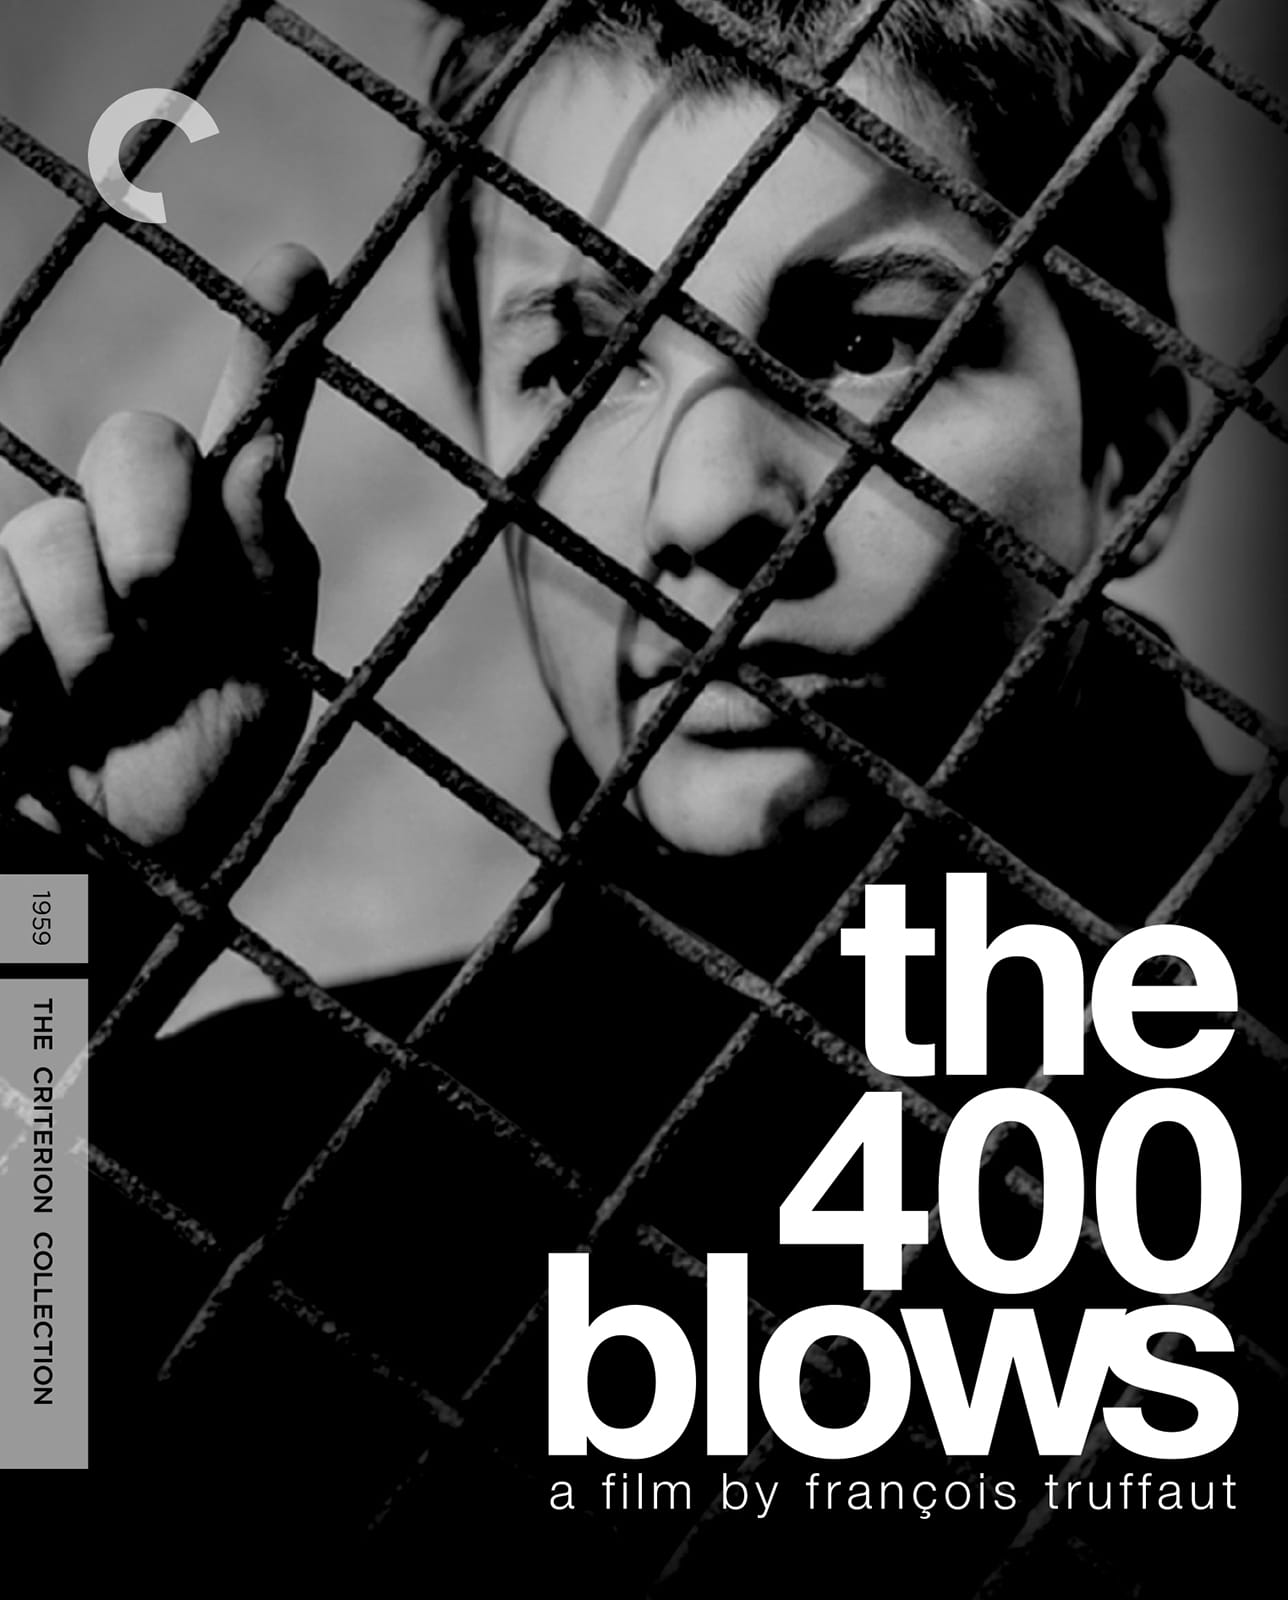 1959
THE CRITERION COLLECTION
the
400
blows
a film by françois truffaut